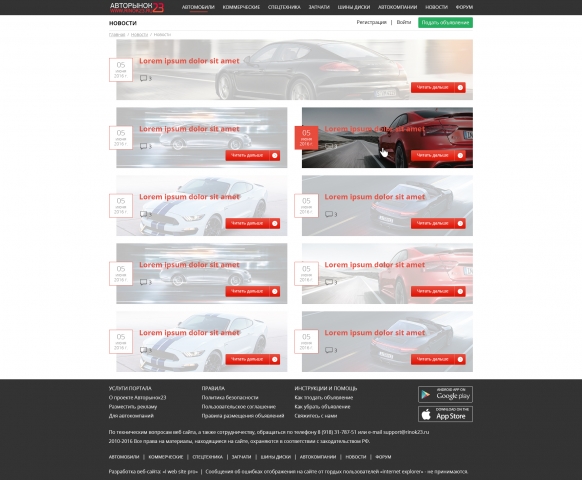 АВТОРЫНОК23
АВТОМОБИЛИ КОММЕРЧЕСКИЕ СПЕЦТЕХНИКА ЗАПЧАТИ ШИНЫ ДИСКИ АВТОКОМПАНИИ НОВОСТИ ФОРУМ
НОВОСТИ
Регистрация | Войти Подать объявление
Главная > Новости > Новости
Lorem ipsum dolor sit amet
05
июня
2016 г
3
Читать дальше
Lorem ipsum dolor sit amet
05
июня
2016 г
3
Читать дальше
Lorem ipsum dolor sit amet
05
июня
2016 г
3
Читать дальше
Lorem ipsum dolor sit amet
05
июня
2016 г
3
Читать дальше
Lorem ipsum dolor sit amet
05
июня
2016 г
3
Читать дальше
Lorem ipsum dolor sit amet
05
июня
2016 г
3
Читать дальше
Lorem ipsum dolor sit amet
05
июня
2016 г
3
Читать дальше
Lorem ipsum dolor sit amet
05
июня
2016 г
3
Читать дальше
Lorem ipsum dolor sit amet
05
июня
2016 г
3
Читать дальше
УСЛУГИ ПОРТАЛА
О проекте Авторынок23
Разместить рекламу
Для автокомпаний
ПРАВИЛА
Политика безопасности
Пользовательское соглашение
Правила размещения объявлений
ИНСТРУКЦИИ И ПОМОЩЬ
Как подать объявление
Как убрать объявление
Свяжитесь с нами
ANDROID APP ON
Google play
DOWNLOAD ON THE
App Store
По техническим вопросам веб сайта, а также сотрудничеству, обращаться по телефону 8 (918) 31-787-51 или e-mail support@rinok23.ru
2010-2016 Все права на материалы, находящиеся на сайте, охраняются в соответствии с законодательством РФ.
АВТОМОБИЛИ | КОММЕРЧЕСКИЕ | СПЕЦТЕХНИКА | ЗАПЧАТИ | ШИНЫ ДИСКИ | АВТОКОМПАНИИ | НОВОСТИ | ФОРУМ
Разработка веб-сайта: «I web site pro» | Сообщения об ошибках отображения на сайте от гордых пользователей «internet explorer» - не принимаются.